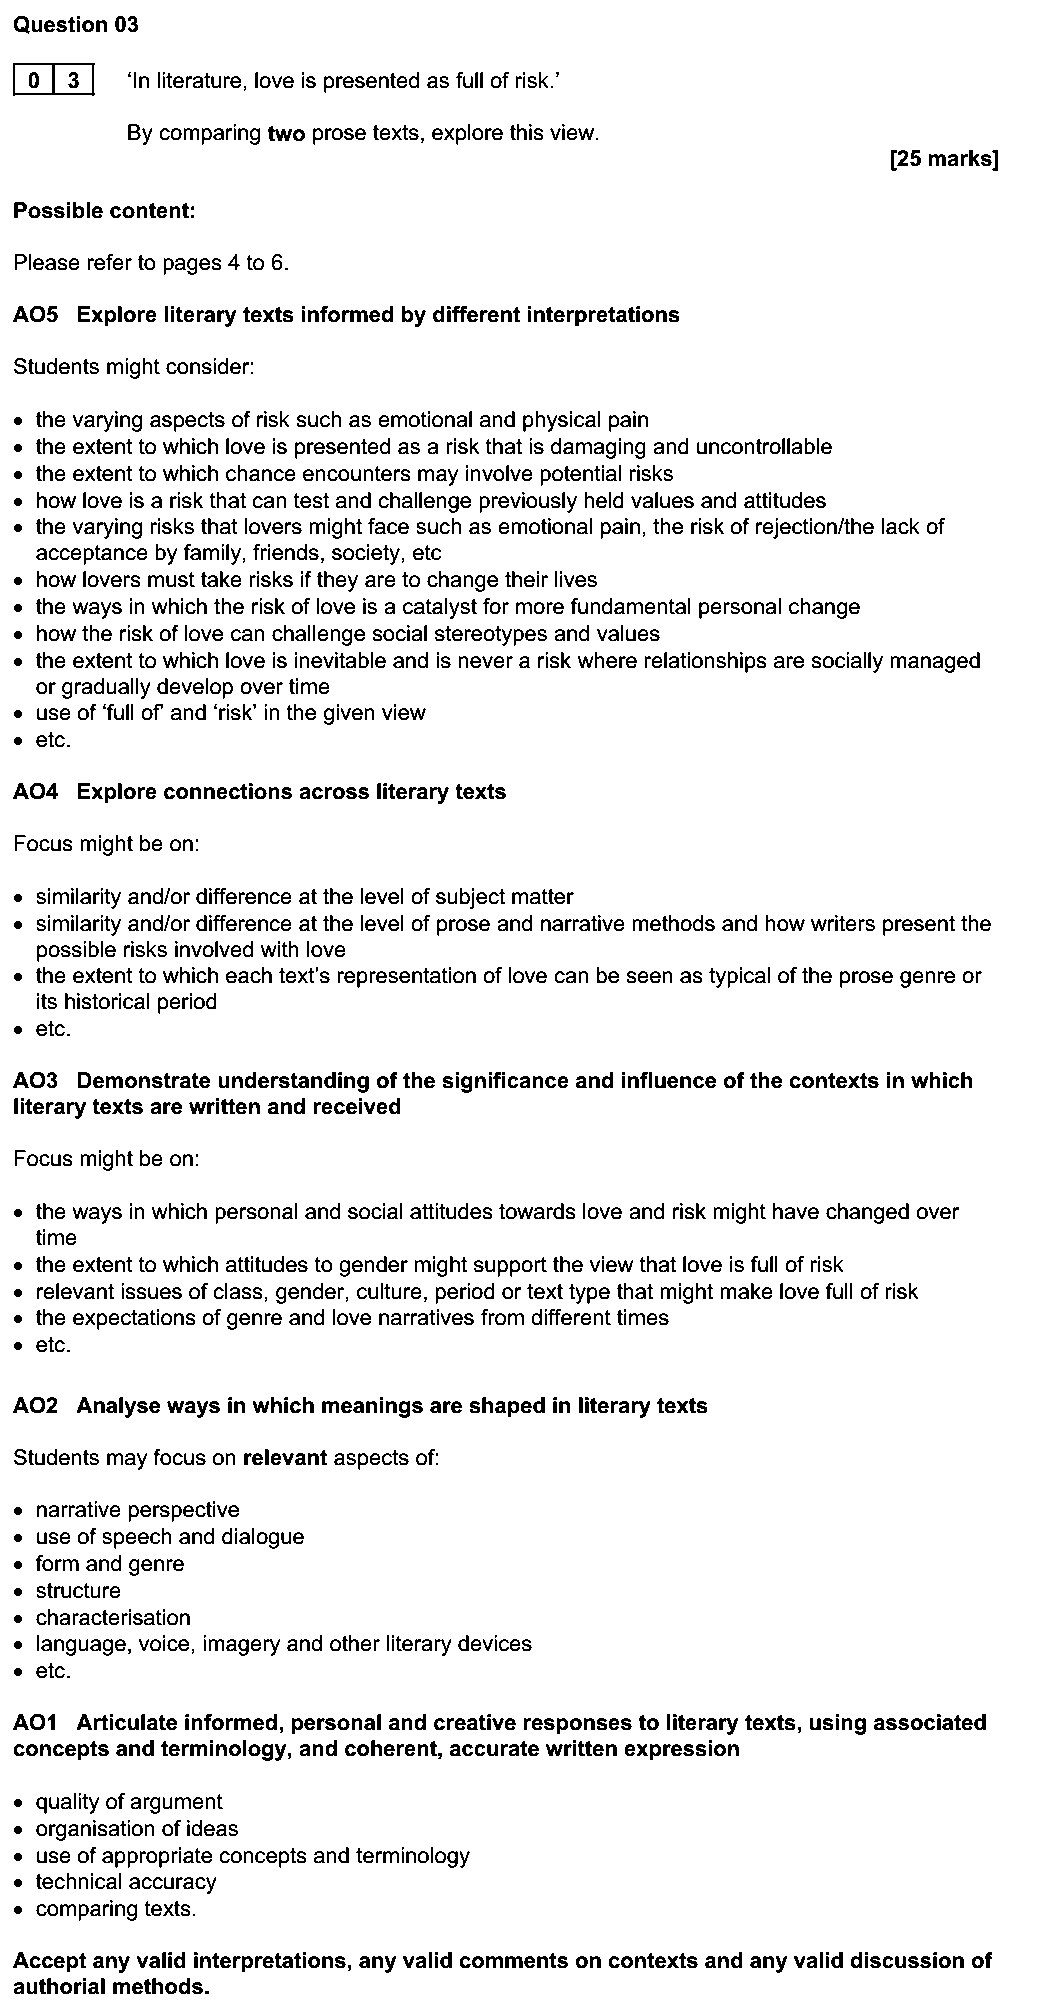 Question 03
0 3 ‘In literature, love is presented as full of risk.’
By comparing two prose texts, explore this view.
[25 marks]
Possible content:
Please refer to pages 4 to 6.
AO5 Explore literary texts informed by different interpretations
Students might consider:
• the varying aspects of risk such as emotional and physical pain
• the extent to which love is presented as a risk that is damaging and uncontrollable
• the extent to which chance encounters may involve potential risks
• how love is a risk that can test and challenge previously held values and attitudes
• the varying risks that lovers might face such as emotional pain, the risk of rejection/the lack of
acceptance by family, friends, society, etc
• how lovers must take risks if they are to change their lives
• the ways in which the risk of love is a catalyst for more fundamental personal change
• how the risk of love can challenge social stereotypes and values
• the extent to which love is inevitable and is never a risk where relationships are socially managed
or gradually develop over time
• use of ‘full of’ and ‘risk’ in the given view
• etc.
AO4 Explore connections across literary texts
Focus might be on:
• similarity and/or difference at the level of subject matter
• similarity and/or difference at the level of prose and narrative methods and how writers present the
possible risks involved with love
• the extent to which each text's representation of love can be seen as typical of the prose genre or
its historical period
• etc.
AO3 Demonstrate understanding of the significance and influence of the contexts in which
literary texts are written and received
Focus might be on:
• the ways in which personal and social attitudes towards love and risk might have changed over
time
• the extent to which attitudes to gender might support the view that love is full of risk
• relevant issues of class, gender, culture, period or text type that might make love full of risk
• the expectations of genre and love narratives from different times
• etc.
AO2 Analyse ways in which meanings are shaped in literary texts
Students may focus on relevant aspects of:
• narrative perspective
• use of speech and dialogue
• form and genre
• structure
• characterisation
• language, voice, imagery and other literary devices
• etc.
AO1 Articulate informed, personal and creative responses to literary texts, using associated
concepts and terminology, and coherent, accurate written expression
• quality of argument
• organisation of ideas
• use of appropriate concepts and terminology
• technical accuracy
• comparing texts.
Accept any valid interpretations, any valid comments on contexts and any valid discussion of
authorial methods.